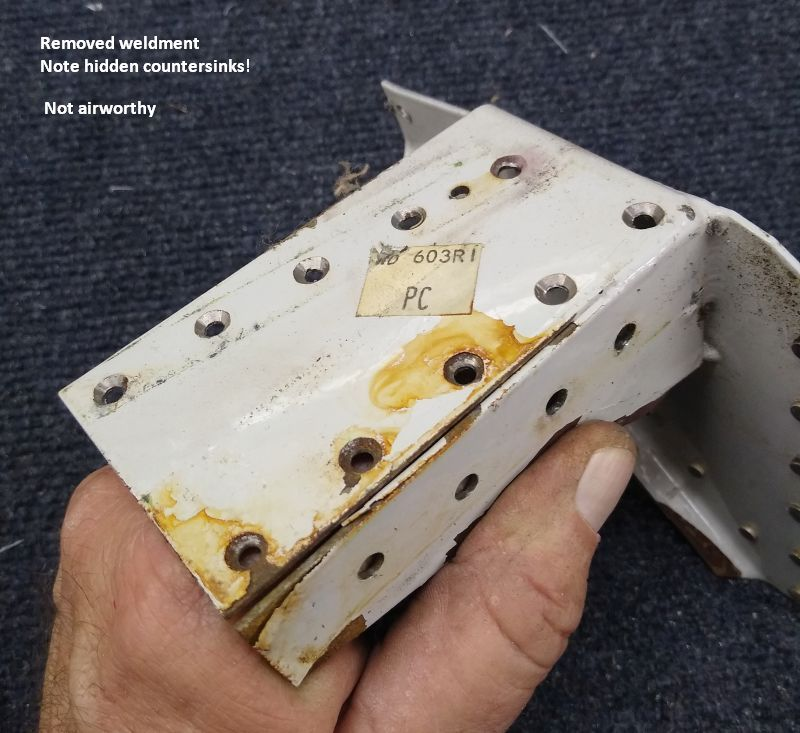 Removed weldment
Note hidden countersinks!
Not airworthy
603R1
PC